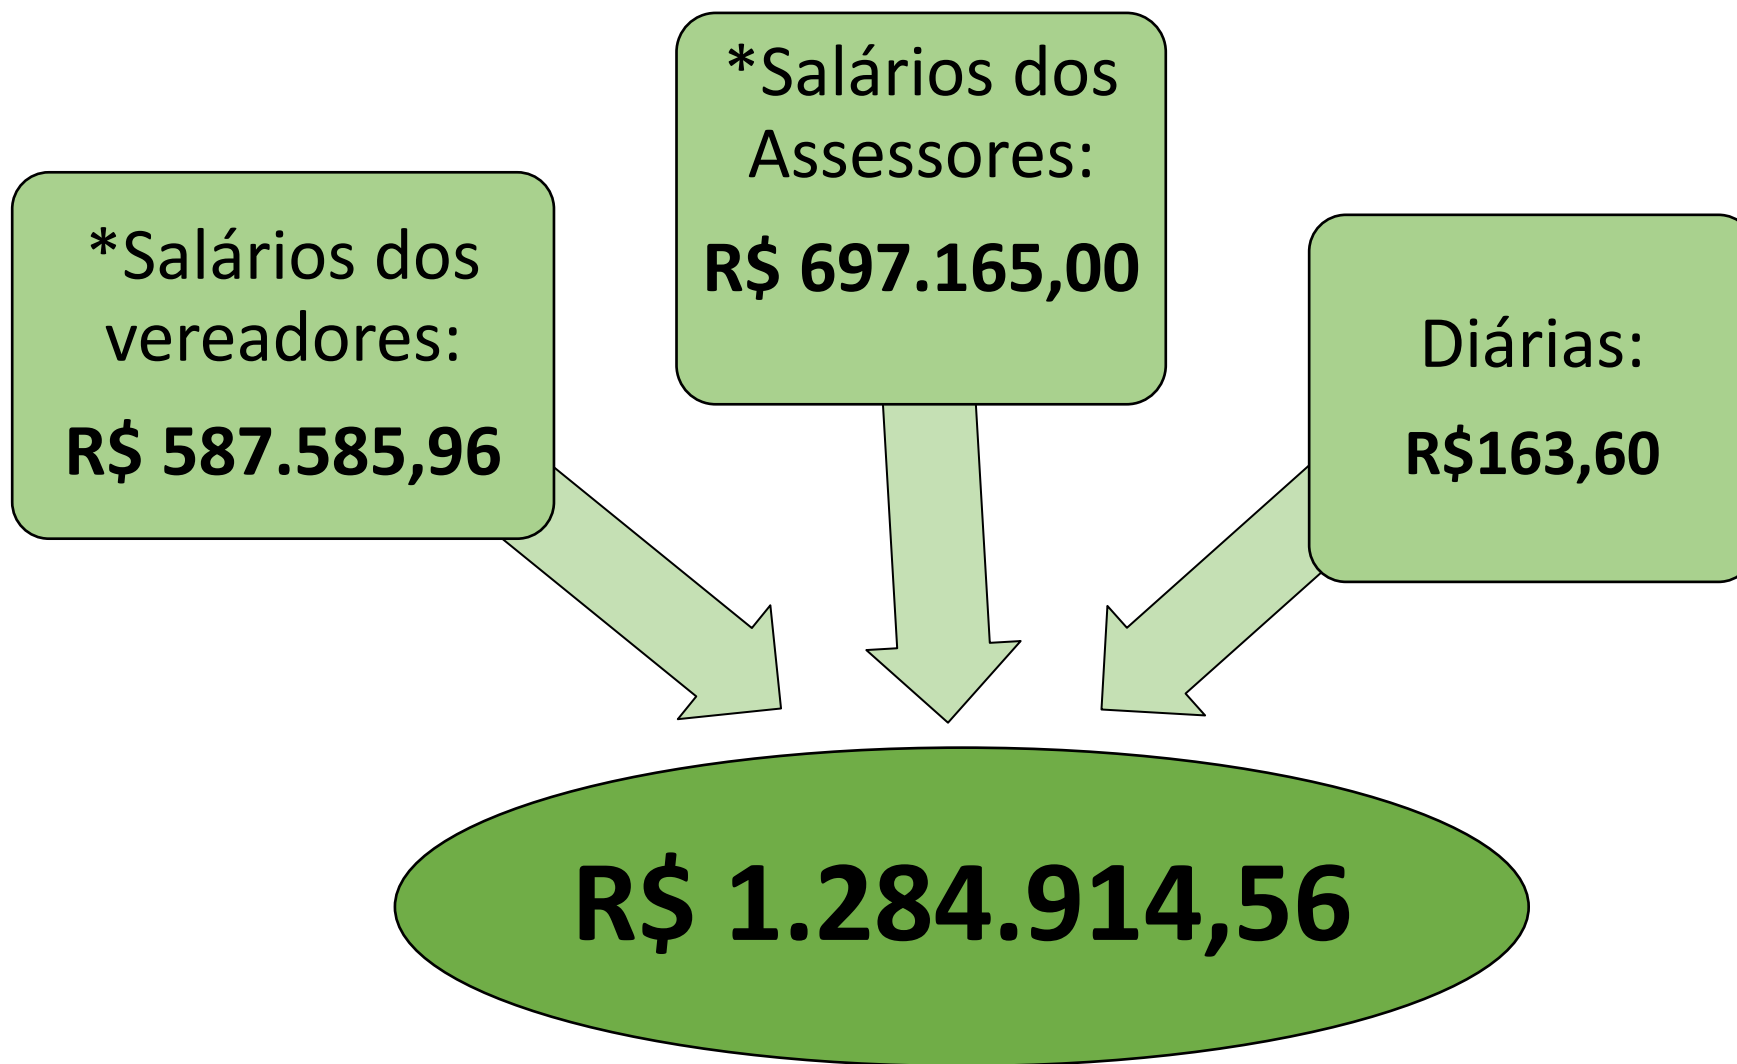 *Salários dos
vereadores:
R$ 587.585,96
*Salários dos
Assessores:
R$ 697.165,00
Diárias:
R$163,60
R$ 1.284.914,56